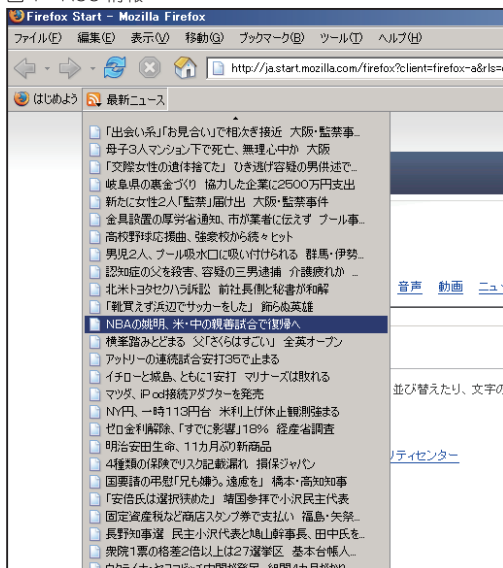 Firefox Start - Mozilla Firefox
ファイル(F) 編集(E) 表示(V) 移動(G) ブックマーク(B) ツール(T) ヘルプ(H)
http://ja.start.mozilla.com/firefox?client=firefox-a&rls=
はじめよう 最新ニュース
「出会い系」「お見合い」で相次ぎ接近 大阪・監禁事...
母子3人マンション下で死亡、無理心中か 大阪
「交際女性の遺体捨てた」 ひき逃げ容疑の男供述で...
岐阜県の裏金づくり 協力した企業に2500万円支出
新たに女性2人「監禁」届け出 大阪・監禁事件
金具設置の厚労省通知、市が業者に伝えず プール事...
高校野球応援曲、強豪校から続々ヒット
男児2人、プール吸水口に吸い付けられる 群馬・伊勢...
認知症の父を殺害、容疑の三男逮捕 介護疲れか ...
北米トヨタセクハラ訴訟 前社長側と秘書が和解
音声 動画 ニュ
「靴買えず浜辺でサッカーをした」 飾らぬ英雄
NBAの姚明、米・中の親善試合で復帰へ
横峯踏みとどまる 父「さくらはすごい」 全英オープン
アットリーの連続試合安打35で止まる
イチローと城島、ともに1安打 マリナーズは敗れる
マツダ、iPod接続アダプターを発売
並び替えたり、文字の
NY円、一時113円台 米利上げ休止観測強まる
ゼロ金利解除、「すでに影響」18% 経産省調査
明治安田生命、11カ月ぶり新商品
4種類の保険でリスク記載漏れ 損保ジャパン
リティセンター
国要請の弔慰「兄も嫌う。遠慮を」 橋本・高知知事
「安倍氏は選択狭めた」 靖国参拝で小沢民主代表
固定資産税など商店スタンプ券で支払い 福島・矢祭...
長野知事選 民主小沢代表と鳩山幹事長、田中氏を...
衆院1票の格差2倍以上は27選挙区 基本台帳人...